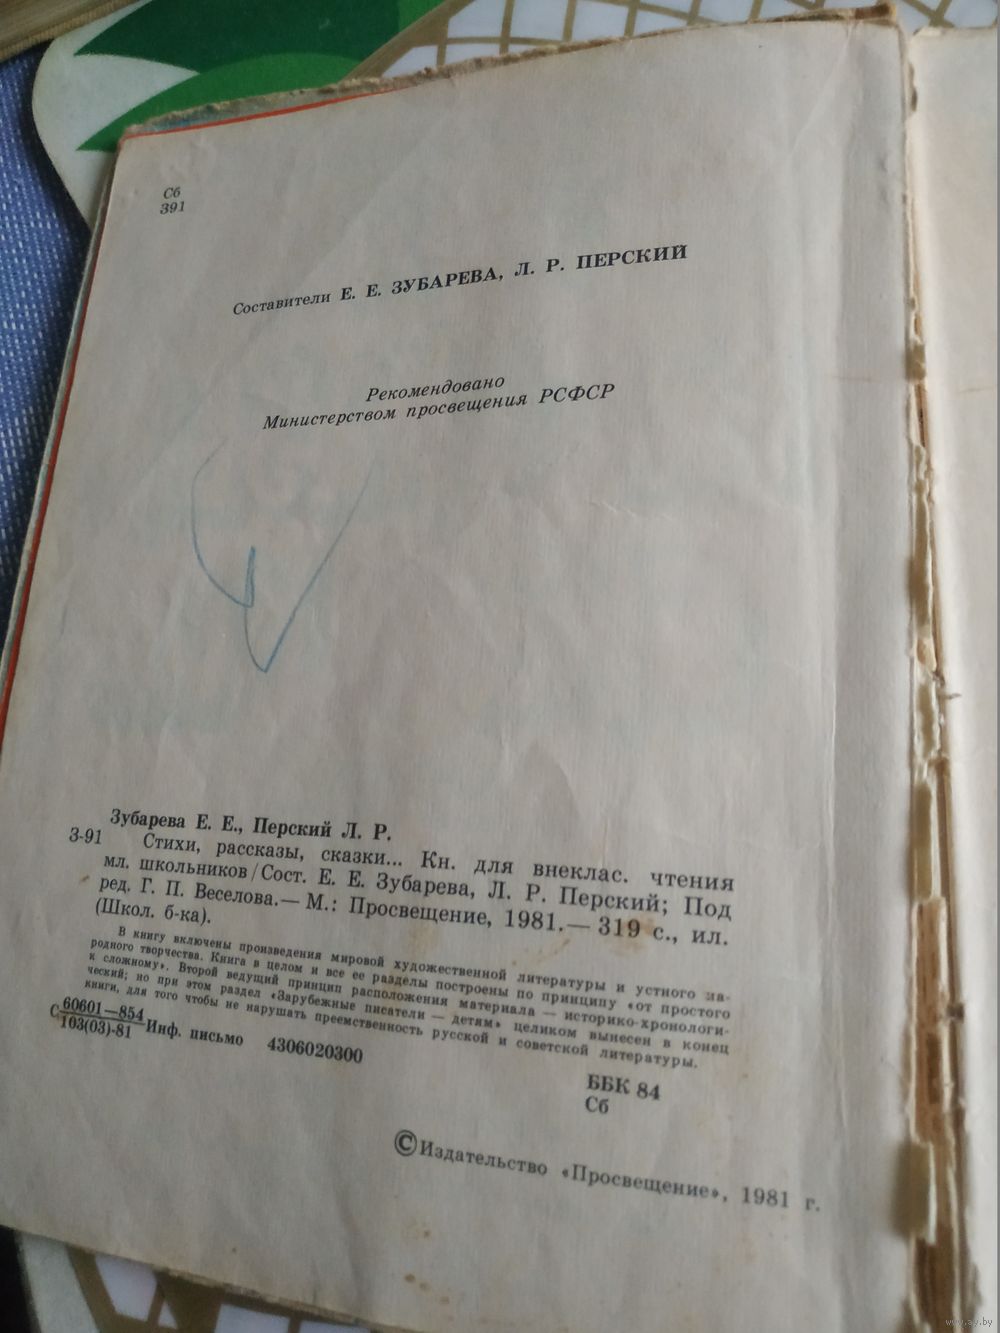 Сб
391
Составители Е. Е. ЗУБАРЕВА, Л. Р. ПЕРСКИЙ
Рекомендовано
Министерством просвещения РСФСР
Зубарева Е. Е., Перский Л. Р.
З-91 Стихи, рассказы, сказки... Кн. для внеклас. чтения
мл. школьников/Сост. Е. Е. Зубарева, Л. Р. Перский; Под
ред. Г. П. Веселова.— М.: Просвещение, 1981.— 319 с., ил.
(Школ. б-ка).
В книгу включены произведения мировой художественной литературы и устного на-
родного творчества. Книга в целом и все ее разделы построены по принципу «от простого
к сложному». Второй ведущий принцип расположения материала — историко-хронологи-
ческий; но при этом раздел «Зарубежные писатели — детям» целиком вынесен в конец
книги, для того чтобы не нарушать преемственность русской и советской литературы.
С 60601—854
103(03)-81 Инф. письмо 4306020300
ББК 84
Сб
© Издательство «Просвещение», 1981 г.
www.ay.by